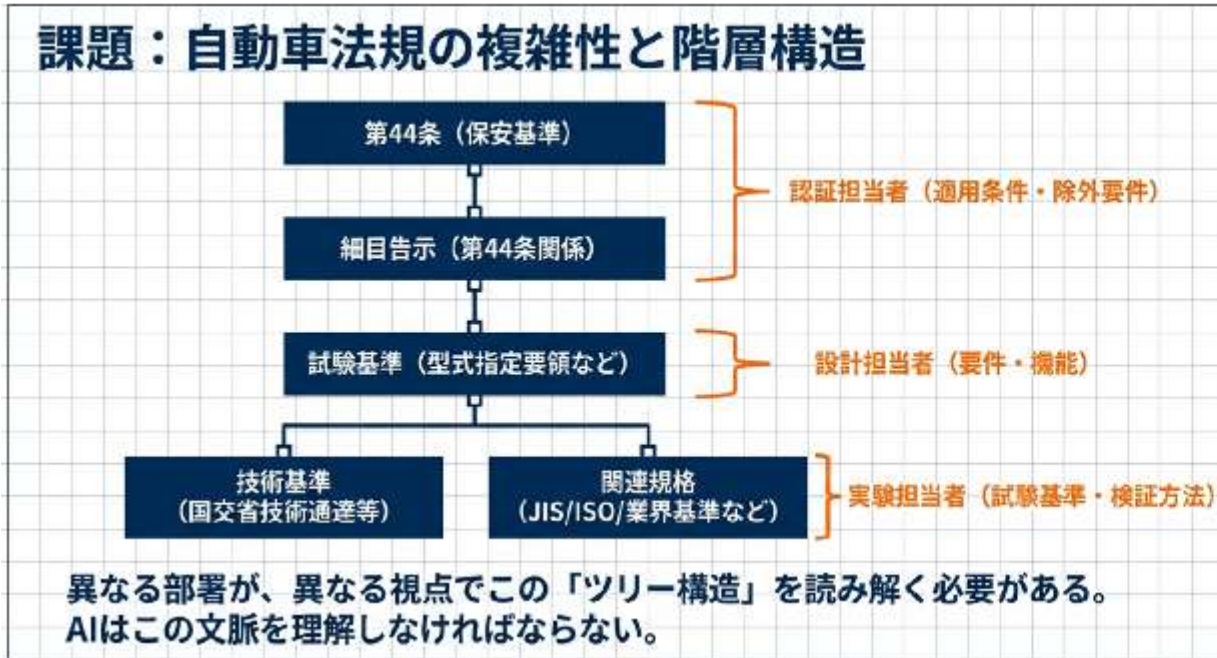 課題：自動車法規の複雑性と階層構造
第44条（保安基準）
認証担当者（適用条件・除外要件）
細目告示（第44条関係）
試験基準（型式指定要領など）
設計担当者（要件・機能）
技術基準
（国交省技術通達等）
関連規格
（JIS/ISO/業界基準など）
実験担当者（試験基準・検証方法）
異なる部署が、異なる視点でこの「ツリー構造」を読み解く必要がある。
AIはこの文脈を理解しなければならない。